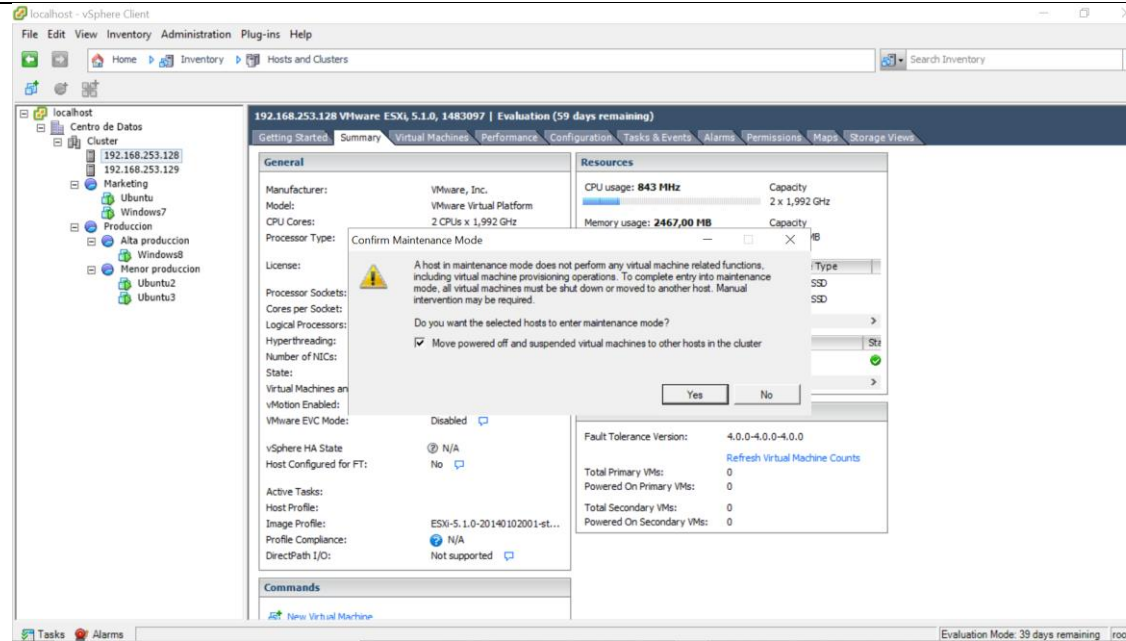 localhost - vSphere Client
File Edit View Inventory Administration Plug-ins Help
Home Inventory Hosts and Clusters
Search Inventory
localhost
Centro de Datos
Cluster
192.168.253.128
192.168.253.129
Marketing
Ubuntu
Windows7
Produccion
Alta produccion
Windows8
Menor produccion
Ubuntu2
Ubuntu3
192.168.253.128 VMware ESXi, 5.1.0, 1483097 | Evaluation (59 days remaining)
Getting Started Summary Virtual Machines Performance Configuration Tasks & Events Alarms Permissions Maps Storage Views
General
Manufacturer: VMware, Inc.
Model: VMware Virtual Platform
CPU Cores: 2 CPUs x 1,992 GHz
Processor Type:
License:
Processor Sockets:
Cores per Socket:
Logical Processors:
Hyperthreading:
Number of NICs:
State:
Virtual Machines an
vMotion Enabled:
VMware EVC Mode: Disabled
vSphere HA State N/A
Host Configured for FT: No
Active Tasks:
Host Profile:
Image Profile: ESXi-5.1.0-20140102001-st...
Profile Compliance: N/A
DirectPath I/O: Not supported
Commands
New Virtual Machine
Resources
CPU usage: 843 MHz Capacity
2 x 1,992 GHz
Memory usage: 2467,00 MB Capacity
MB
Type
SSD
SSD
Sta
Fault Tolerance Version: 4.0.0-4.0.0-4.0.0
Refresh Virtual Machine Counts
Total Primary VMs: 0
Powered On Primary VMs: 0
Total Secondary VMs: 0
Powered On Secondary VMs: 0
Confirm Maintenance Mode
A host in maintenance mode does not perform any virtual machine related functions,
including virtual machine provisioning operations. To complete entry into maintenance
mode, all virtual machines must be shut down or moved to another host. Manual
intervention may be required.
Do you want the selected hosts to enter maintenance mode?
Move powered off and suspended virtual machines to other hosts in the cluster
Yes No
Tasks Alarms
Evaluation Mode: 39 days remaining roo